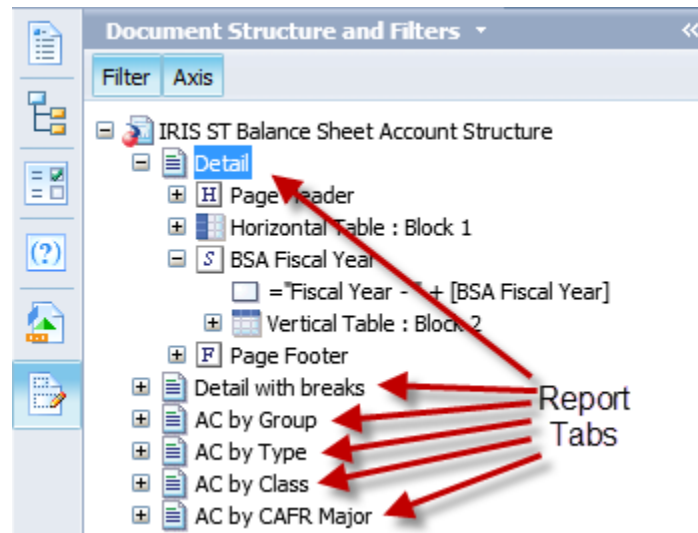 Document Structure and Filters
Filter Axis
IRIS ST Balance Sheet Account Structure
Detail
H Page Header
Horizontal Table : Block 1
S BSA Fiscal Year
="Fiscal Year - " + [BSA Fiscal Year]
Vertical Table : Block 2
F Page Footer
Detail with breaks
AC by Group
AC by Type
AC by Class
AC by CAFR Major
Report
Tabs